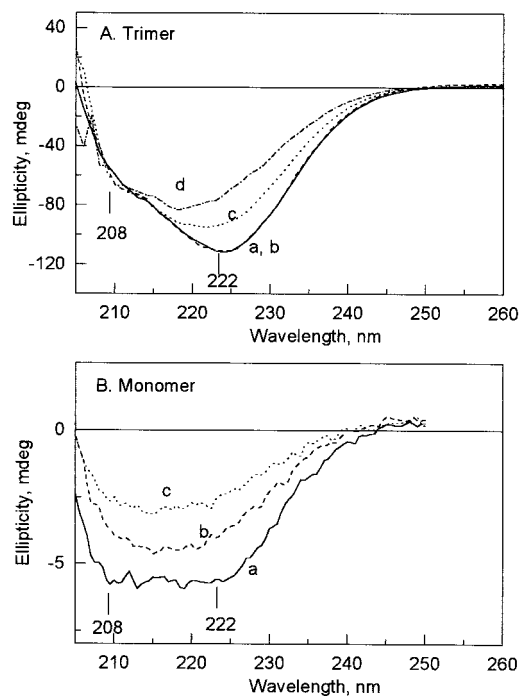 A. Trimer
40
0
-40
-80
-120
Ellipticity, mdeg
d
c
a, b
208
222
210
220
230
240
250
260
Wavelength, nm
B. Monomer
0
-5
Ellipticity, mdeg
c
b
a
208
222
210
220
230
240
250
260
Wavelength, nm